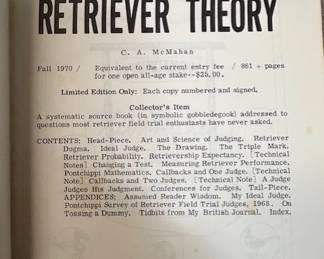 RETRIEVER THEORY
C. A. McMahan
Fall 1970 / Equivalent to the current entry fee / 861 + pages
for one open all-age stake--$25.00.
Limited Edition Only: Each copy numbered and signed.
Collector's Item
A systematic source book (in symbolic gobbledegook) addressed to
questions most retriever field trial enthusiasts have never asked.
CONTENTS: Head-Piece. Art and Science of Judging. Retriever
Dogma. Ideal Judge. The Drawing. The Triple Mark.
Retriever Probability. Retrievership Expectancy. [Technical
Note] Changing a Test. Measuring Retriever Performance.
Pontchippi Mathematics. Callbacks and One Judge. [Technical
Note] Callbacks and Two Judges. [Technical Note] A Judge
Judges His Judgment. Conferences for Judges. Tail-Piece.
APPENDICES: Assumed Reader Wisdom. My Ideal Judge.
Pontchippi Survey of Retriever Field Trial Judges, 1968. On
Tossing a Dummy. Tidbits from My British Journal. Index.